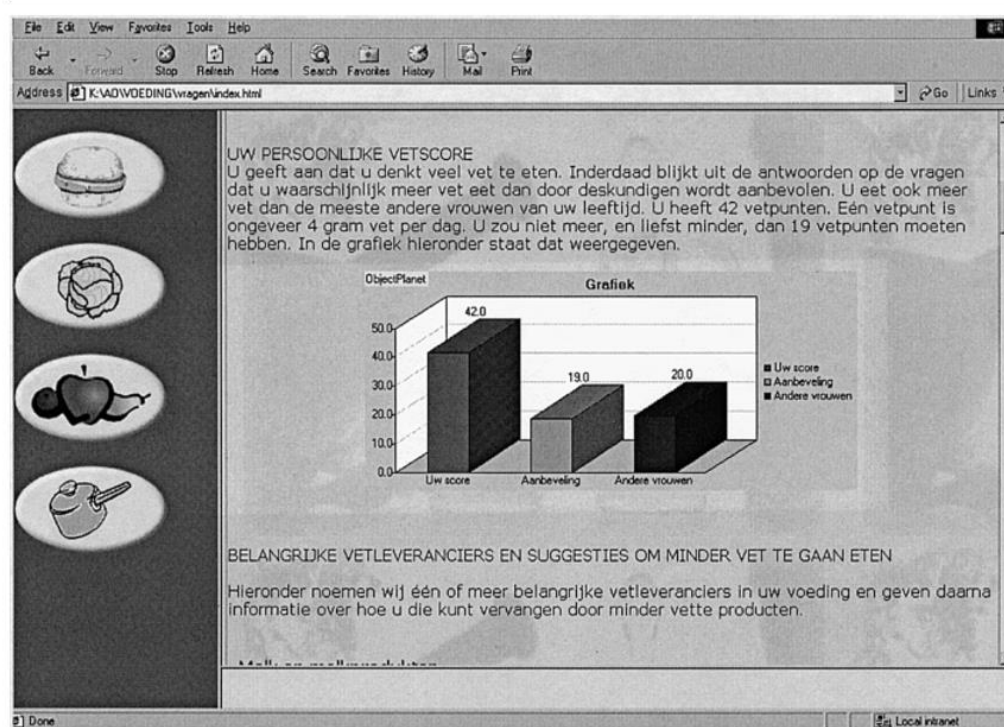 File Edit View Favorites Tools Help
Back Forward Stop Refresh Home Search Favorites History Mail Print
Address K:\AO\VOEDING\vragen\index.html Go Links
UW PERSOONLIJKE VETSCORE
U geeft aan dat u denkt veel vet te eten. Inderdaad blijkt uit de antwoorden op de vragen
dat u waarschijnlijk meer vet eet dan door deskundigen wordt aanbevolen. U eet ook meer
vet dan de meeste andere vrouwen van uw leeftijd. U heeft 42 vetpunten. Eén vetpunt is
ongeveer 4 gram vet per dag. U zou niet meer, en liefst minder, dan 19 vetpunten moeten
hebben. In de grafiek hieronder staat dat weergegeven.
ObjectPlanet
Grafiek
42.0
19.0
20.0
50.0
40.0
30.0
20.0
10.0
0.0
Uw score
Aanbeveling
Andere vrouwen
Uw score Aanbeveling Andere vrouwen
BELANGRIJKE VETLEVERANCIERS EN SUGGESTIES OM MINDER VET TE GAAN ETEN
Hieronder noemen wij één of meer belangrijke vetleveranciers in uw voeding en geven daarna
informatie over hoe u die kunt vervangen door minder vette producten.
Done Local intranet